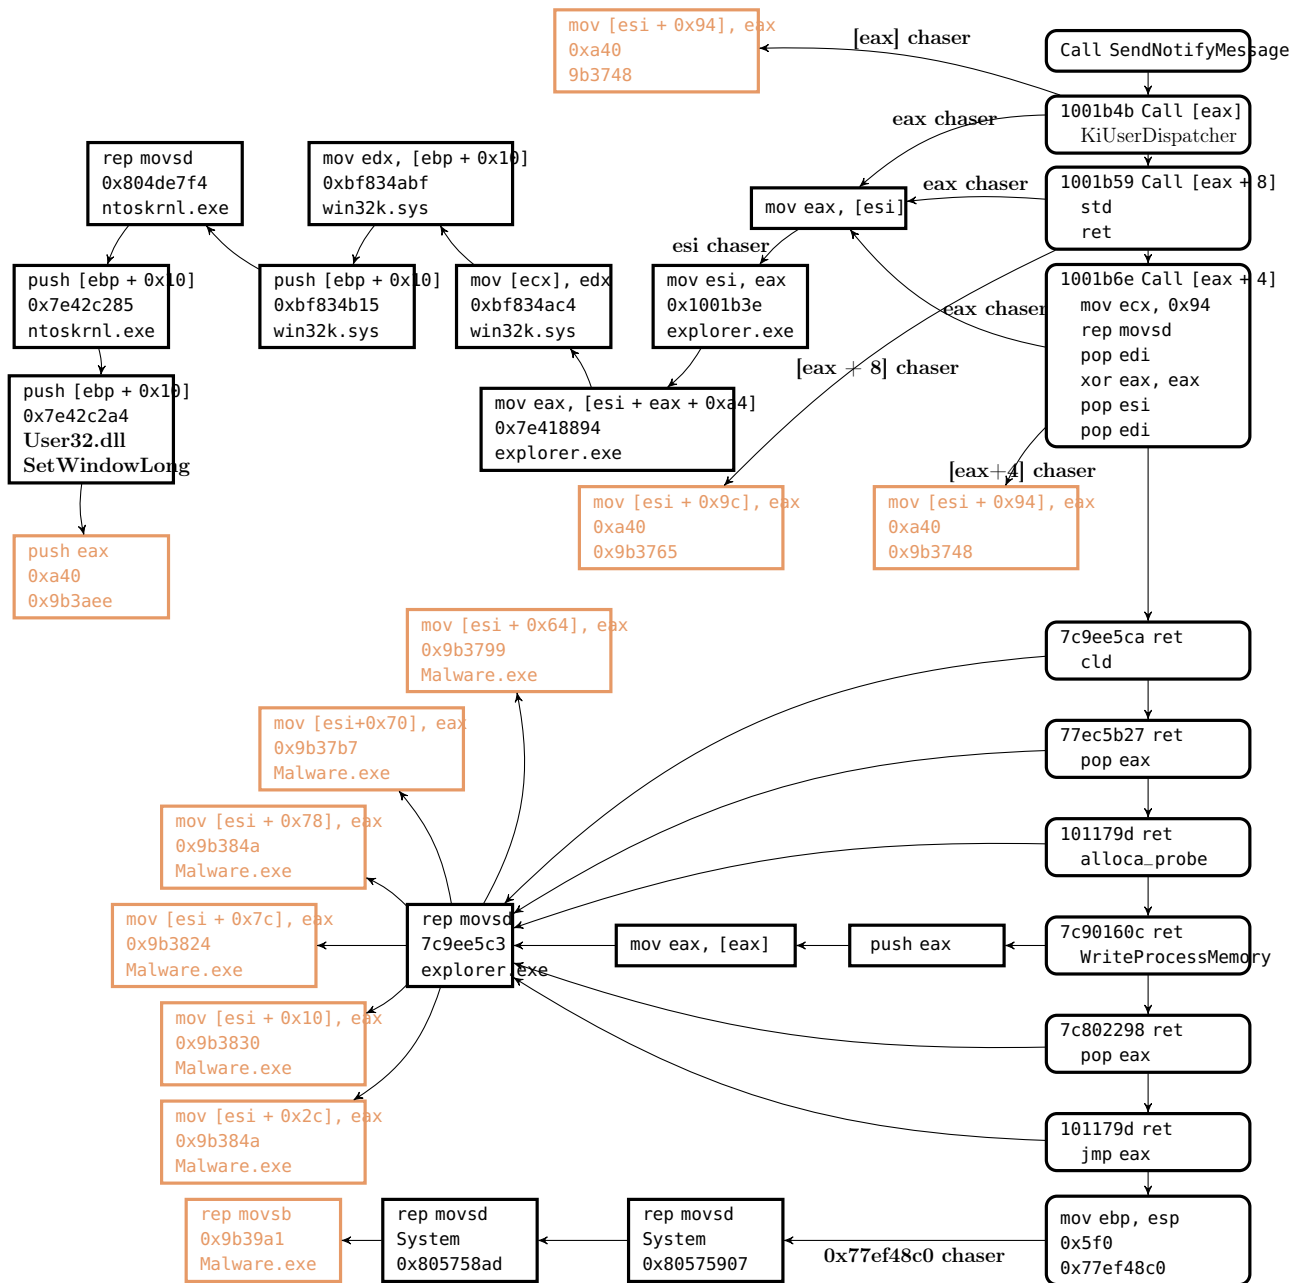 mov [esi + 0x94], eax
0xa40
9b3748
[eax] chaser
Call SendNotifyMessage
1001b4b Call [eax]
KiUserDispatcher
eax chaser
rep movsd
0x804de7f4
ntoskrnl.exe
mov edx, [ebp + 0x10]
0xbf834abf
win32k.sys
mov eax, [esi]
eax chaser
1001b59 Call [eax + 8]
std
ret
esi chaser
push [ebp + 0x10]
0x7e42c285
ntoskrnl.exe
push [ebp + 0x10]
0xbf834b15
win32k.sys
mov [ecx], edx
0xbf834ac4
win32k.sys
mov esi, eax
0x1001b3e
explorer.exe
eax chaser
1001b6e Call [eax + 4]
mov ecx, 0x94
rep movsd
pop edi
xor eax, eax
pop esi
pop edi
[eax + 8] chaser
push [ebp + 0x10]
0x7e42c2a4
User32.dll
SetWindowLong
mov eax, [esi + eax + 0xa4]
0x7e418894
explorer.exe
[eax+4] chaser
mov [esi + 0x9c], eax
0xa40
0x9b3765
mov [esi + 0x94], eax
0xa40
0x9b3748
push eax
0xa40
0x9b3aee
mov [esi + 0x64], eax
0x9b3799
Malware.exe
7c9ee5ca ret
cld
mov [esi+0x70], eax
0x9b37b7
Malware.exe
77ec5b27 ret
pop eax
mov [esi + 0x78], eax
0x9b384a
Malware.exe
101179d ret
alloca_probe
mov [esi + 0x7c], eax
0x9b3824
Malware.exe
rep movsd
7c9ee5c3
explorer.exe
mov eax, [eax]
push eax
7c90160c ret
WriteProcessMemory
mov [esi + 0x10], eax
0x9b3830
Malware.exe
7c802298 ret
pop eax
mov [esi + 0x2c], eax
0x9b384a
Malware.exe
101179d ret
jmp eax
rep movsb
0x9b39a1
Malware.exe
rep movsd
System
0x805758ad
rep movsd
System
0x80575907
0x77ef48c0 chaser
mov ebp, esp
0x5f0
0x77ef48c0